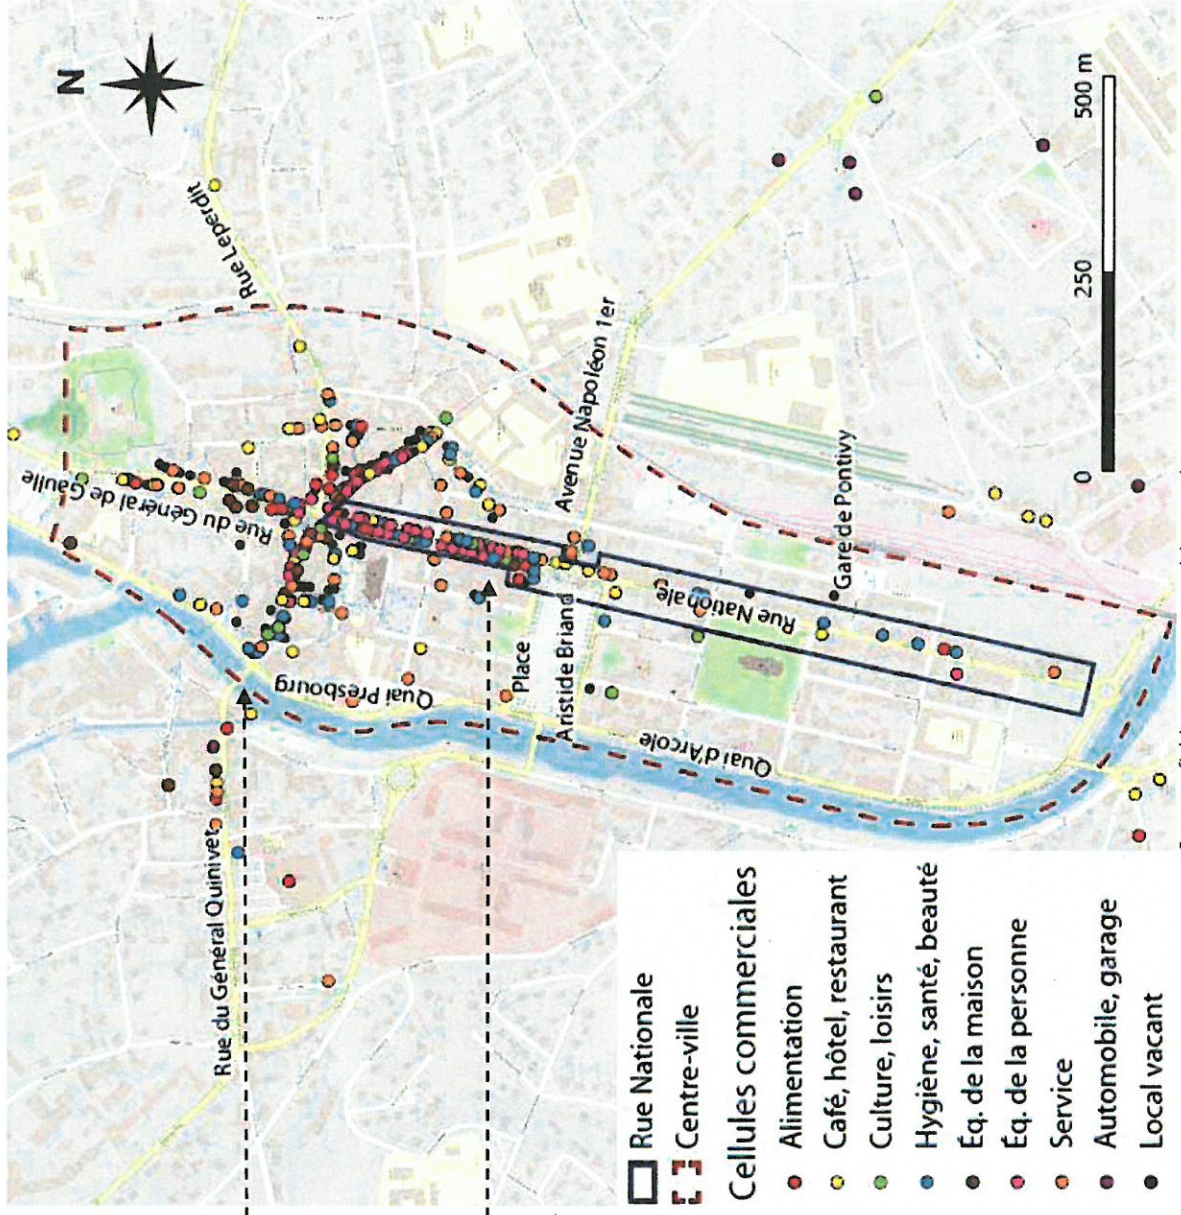 N
Rue Leperdit
Rue du Général de Gaulle
Avenue Napoléon 1er
500 m
250
0
Gare de Pontivy
Rue Nationale
Place
Aristide Briand
Quai Presbourg
Quai d'Arcole
Rue du Général Quinivet
Rue Nationale
Centre-ville
Cellules commerciales
Alimentation
Café, hôtel, restaurant
Culture, loisirs
Hygiène, santé, beauté
Éq. de la maison
Éq. de la personne
Service
Automobile, garage
Local vacant